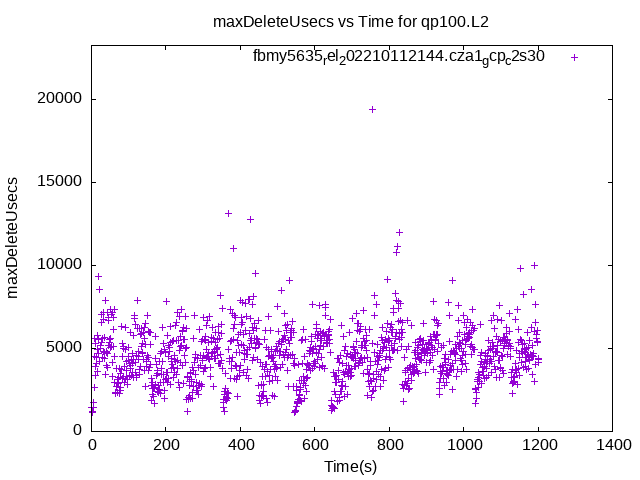 maxDeleteUsecs vs Time for qp100.L2
fbmy5635rel202210112144.cza1gcpc2s30
maxDeleteUsecs
20000
15000
10000
5000
0
0 200 400 600 800 1000 1200 1400
Time(s)